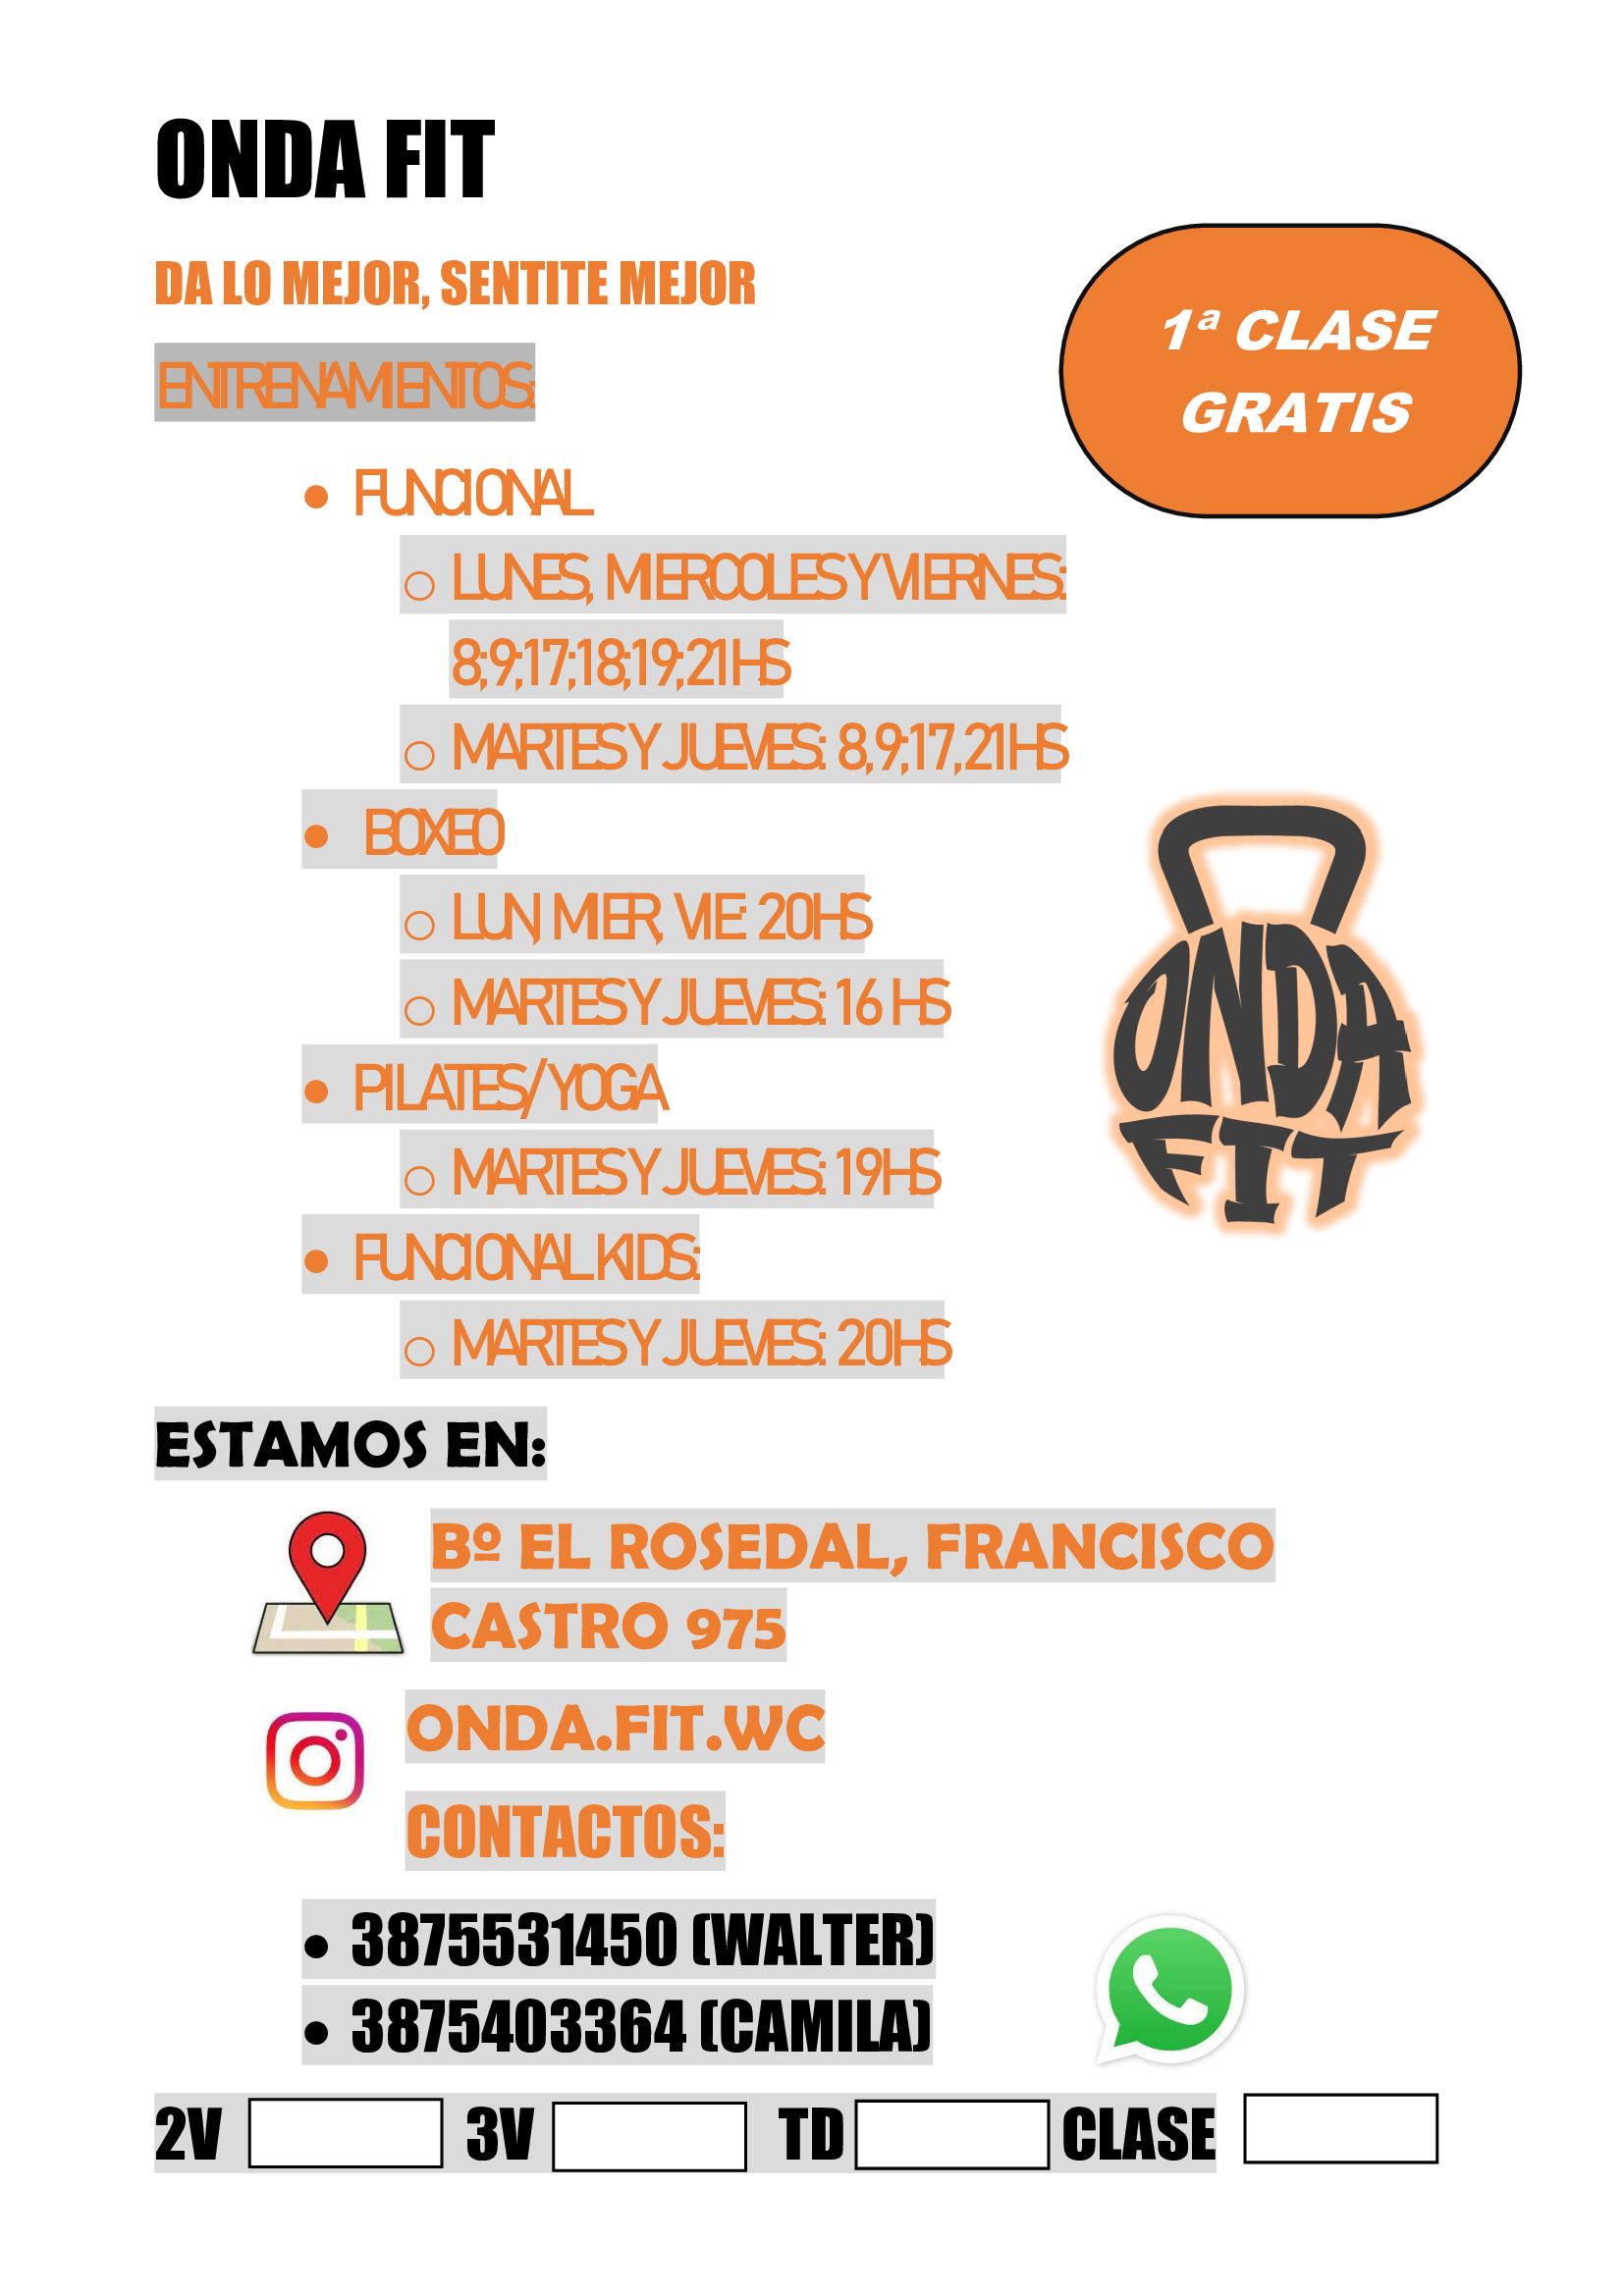 ONDA FIT
DA LO MEJOR, SENTITE MEJOR
1ª CLASE
GRATIS
ENTRENAMIENTOS:
● FUNCIONAL
○ LUNES, MIERCOLES Y VIERNES:
8;9;17;18;19;21HS
○ MARTES Y JUEVES: 8,9;17,21HS
● BOXEO
○ LUN, MIER, VIE: 20HS
○ MARTES Y JUEVES: 16 HS
● PILATES/YOGA
○ MARTES Y JUEVES: 19HS
● FUNCIONAL KIDS:
○ MARTES Y JUEVES: 20HS
ONDA
FIT
ESTAMOS EN:
Bº EL ROSEDAL, FRANCISCO
CASTRO 975
ONDA.FIT.WC
CONTACTOS:
● 3875531450 (WALTER)
● 3875403364 (CAMILA)
2V 3V TD CLASE